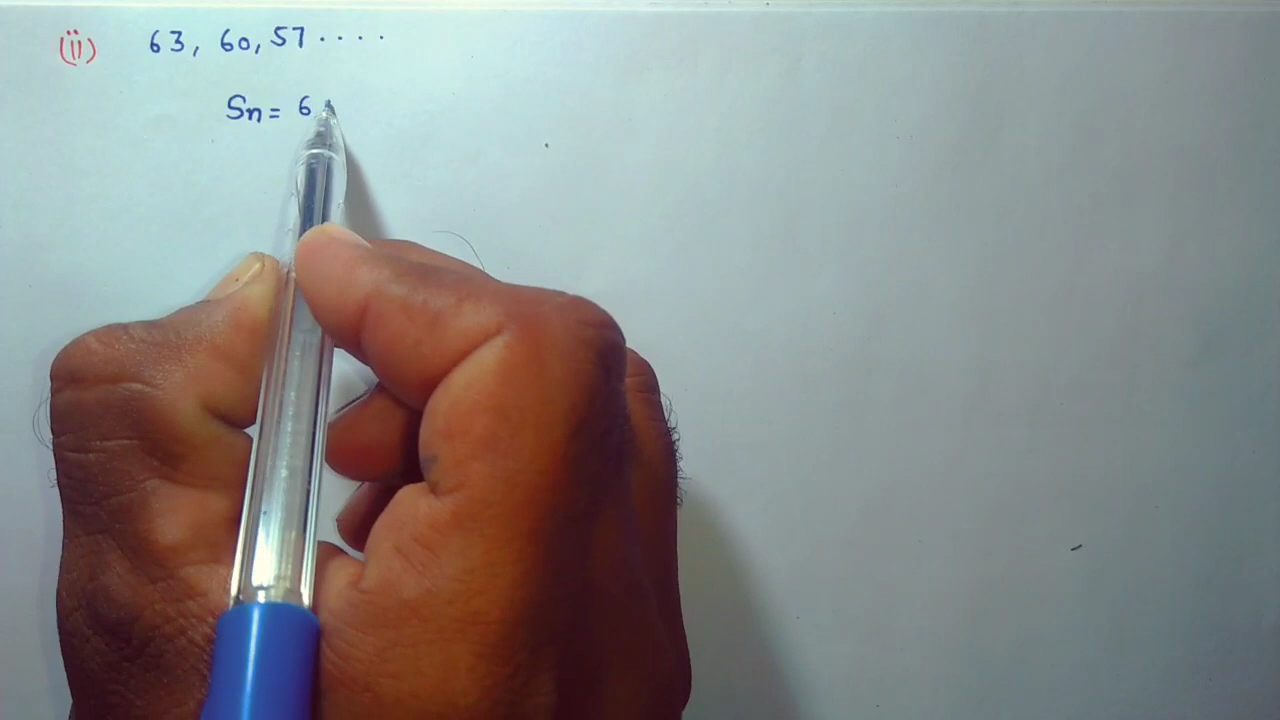 (ii) 63, 60, 57 ....
Sn = 6